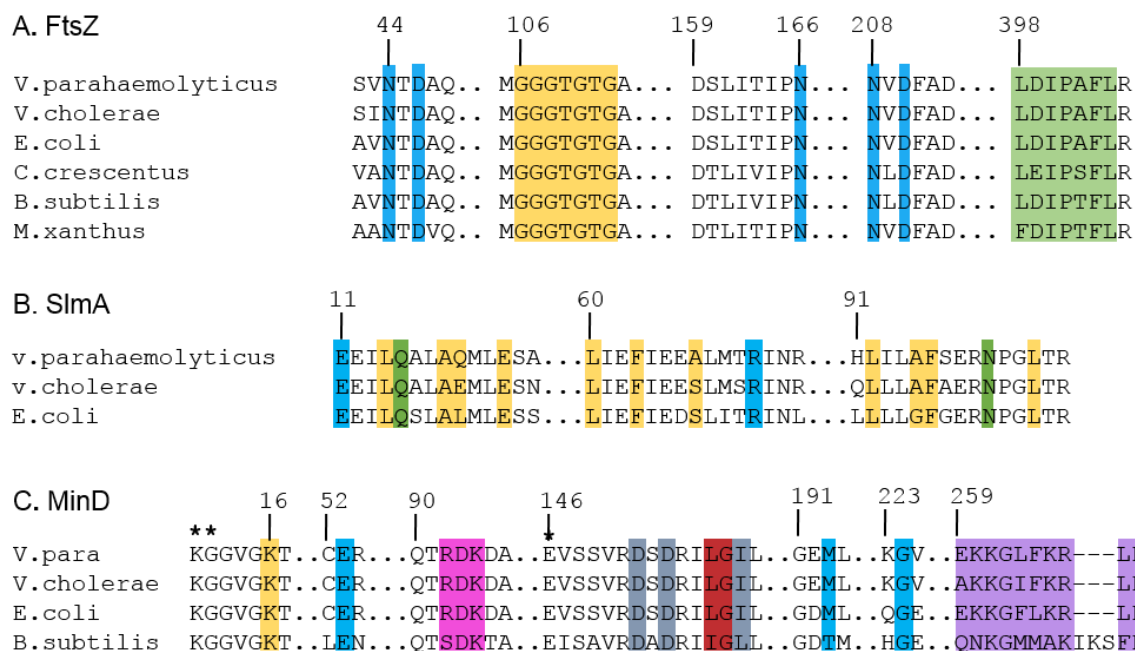 A. FtsZ
44 106 159 166 208 398
V.parahaemolyticus SVNTDAQ.. MGGGTGTGA... DSLITIPN... NVDFAD... LDIPAFLR
V.cholerae SINTDAQ.. MGGGTGTGA... DSLITIPN... NVDFAD... LDIPAFLR
E.coli AVNTDAQ.. MGGGTGTGA... DSLITIPN... NVDFAD... LDIPAFLR
C.crescentus VANTDAQ.. MGGGTGTGA... DTLIVIPN... NLDFAD... LEIPSFLR
B.subtilis AVNTDAQ.. MGGGTGTGA... DTLIVIPN... NLDFAD... LDIPTFLR
M.xanthus AANTDVQ.. MGGGTGTGA... DTLITIPN... NVDFAD... FDIPTFLR
B. SlmA
11 60 91
v.parahaemolyticus EEILQALAQMLESA...LIEFIEEALMTRINR...HLILAFSERNPGLTR
v.cholerae EEILQALAEMLESN...LIEFIEESLMSRINR...QLLLAFAERNPGLTR
E.coli EEILQSLALMLESS...LIEFIEDSLITRINL...LLLLGFGERNPGLTR
C. MinD
16 52 90 146 191 223 259
** *
V.para KGGVGKT..CER...QTRDKDA..EVSSVRDSDRILGIL..GEML..KGV..EKKGLFKR---L
V.cholerae KGGVGKT..CER...QTRDKDA..EVSSVRDSDRILGIL..GEML..KGV..AKKGIFKR---L
E.coli KGGVGKT..CER...QTRDKDA..EVSSVRDSDRILGIL..GDML..QGE..EKKGFLKR---L
B.subtilis KGGVGKT..LEN...QTSDKTA..EISAVRDADRIIGLL..GDTM..HGE..QNKGMMAKIKSF